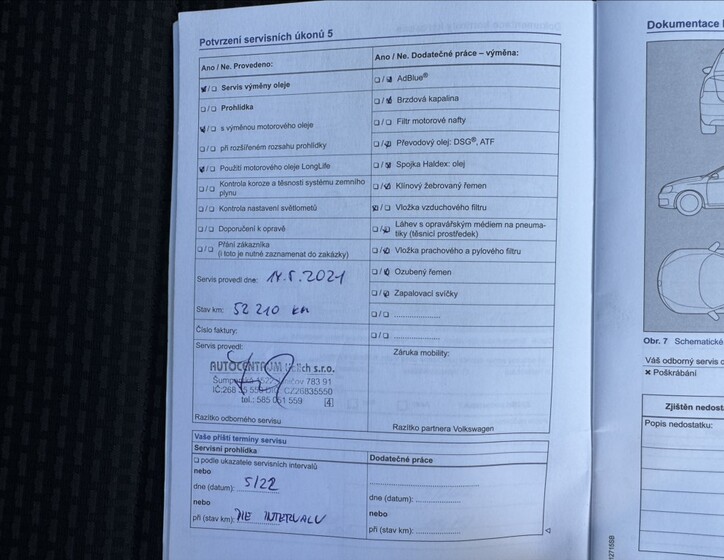 Potvrzení servisních úkonů 5
Ano / Ne. Provedeno:
Servis výměny oleje
Prohlídka
s výměnou motorového oleje
při rozšířeném rozsahu prohlídky
Použití motorového oleje LongLife
Kontrola koroze a těsnosti systému zemního
plynu
Kontrola nastavení světlometů
Doporučení k opravě
Přání zákazníka
(i toto je nutné zaznamenat do zakázky)
Servis provedl dne: 14.5.2021
Stav km: 52 210 km
Číslo faktury:
Servis provedl:
AUTOCENTRUM s.r.o.
783 91
CZ26835550
tel.: 585 051 559 [4]
Razítko odborného servisu
Ano / Ne. Dodatečné práce – výměna:
AdBlue®
Brzdová kapalina
Filtr motorové nafty
Převodový olej: DSG®, ATF
Spojka Haldex: olej
Klínový žebrovaný řemen
Vložka vzduchového filtru
Láhev s opravářským médiem na pneuma-
tiky (těsnicí prostředek)
Vložka prachového a pylového filtru
Ozubený řemen
Zapalovací svíčky
Záruka mobility:
Razítko partnera Volkswagen
Vaše příští termíny servisu
Servisní prohlídka
podle ukazatele servisních intervalů
nebo
dne (datum): 5/22
nebo
při (stav km): DLE INTERVALU
Dodatečné práce
dne (datum):
nebo
při (stav km):
Dokumentace
Obr. 7 Schematické
Váš odborný servis
× Poškrábání
Zjištěn nedost
Popis nedostatku: